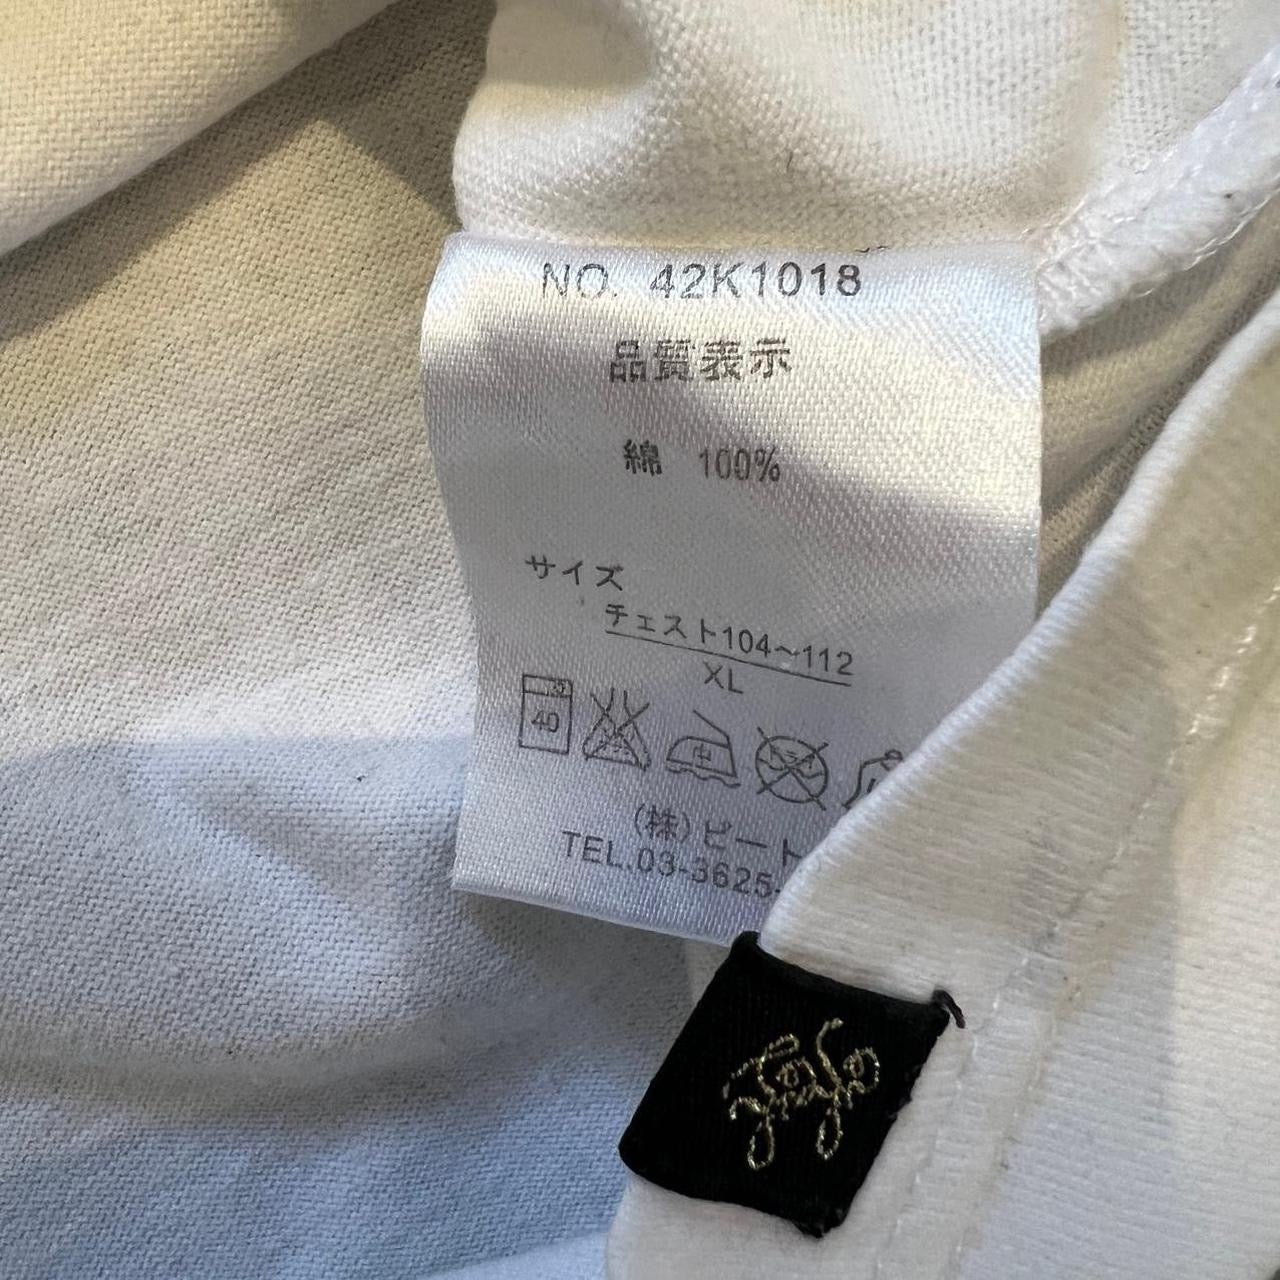 NO. 42K1018
品質表示
綿 100%
サイズ
チェスト104～112
XL
40
中
(株)ビート
TEL.03-3625-